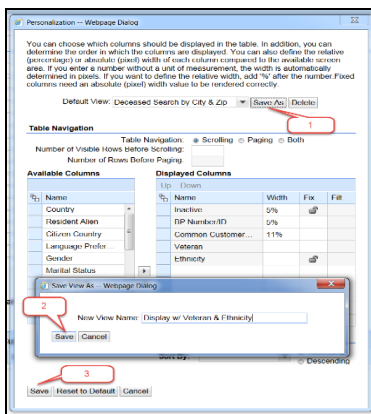 Personalization -- Webpage Dialog
You can choose which columns should be displayed in the table. In addition, you can
determine the order in which the columns are displayed. You can also define the relative
(percentage) or absolute (pixel) width of each column compared to the available screen
area. If you enter a number without a unit of measurement, the width is automatically
determined in pixels. If you want to define the relative width, add '%' after the number.Fixed
columns need an absolute (pixel) width value to be rendered correctly.
Default View: Deceased Search by City & Zip Save As Delete
1
Table Navigation
Table Navigation: Scrolling Paging Both
Number of Visible Rows Before Scrolling:
Number of Rows Before Paging:
Available Columns Displayed Columns
Up Down
Name Name Width Fix Filt
Country Inactive 5%
Resident Alien BP Number/ID 5%
Citizen Country Common Customer... 11%
Language Prefer... Veteran
Gender Ethnicity
Marital Status
Save View As -- Webpage Dialog
2
New View Name: Display w/ Veteran & Ethnicity
Save Cancel
Sort By:
Descending
3
Save Reset to Default Cancel